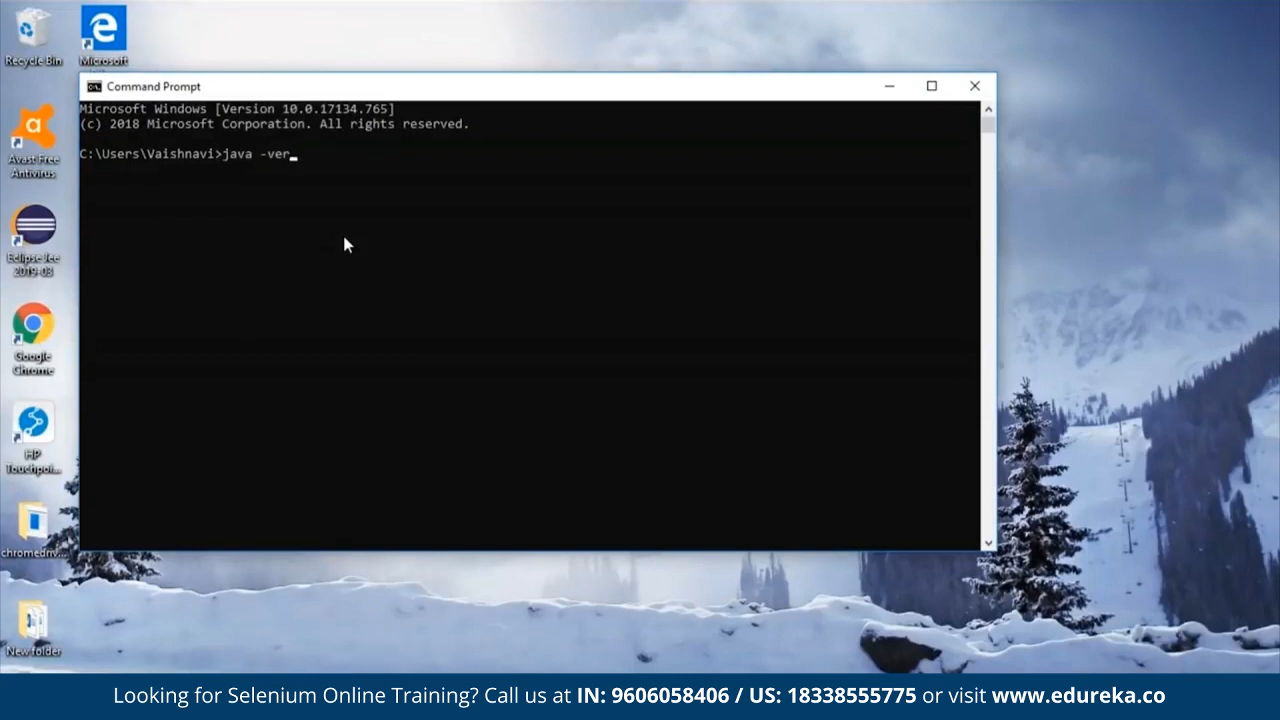 Recycle Bin
Microsoft
Avast Free
Antivirus
Eclipse Jee
2019-03
Google
Chrome
HP
Touchpoi...
chromedriv...
New folder
Command Prompt
Microsoft Windows [Version 10.0.17134.765]
(c) 2018 Microsoft Corporation. All rights reserved.
C:\Users\Vaishnavi>java -ver
Looking for Selenium Online Training? Call us at IN: 9606058406 / US: 18338555775 or visit www.edureka.co